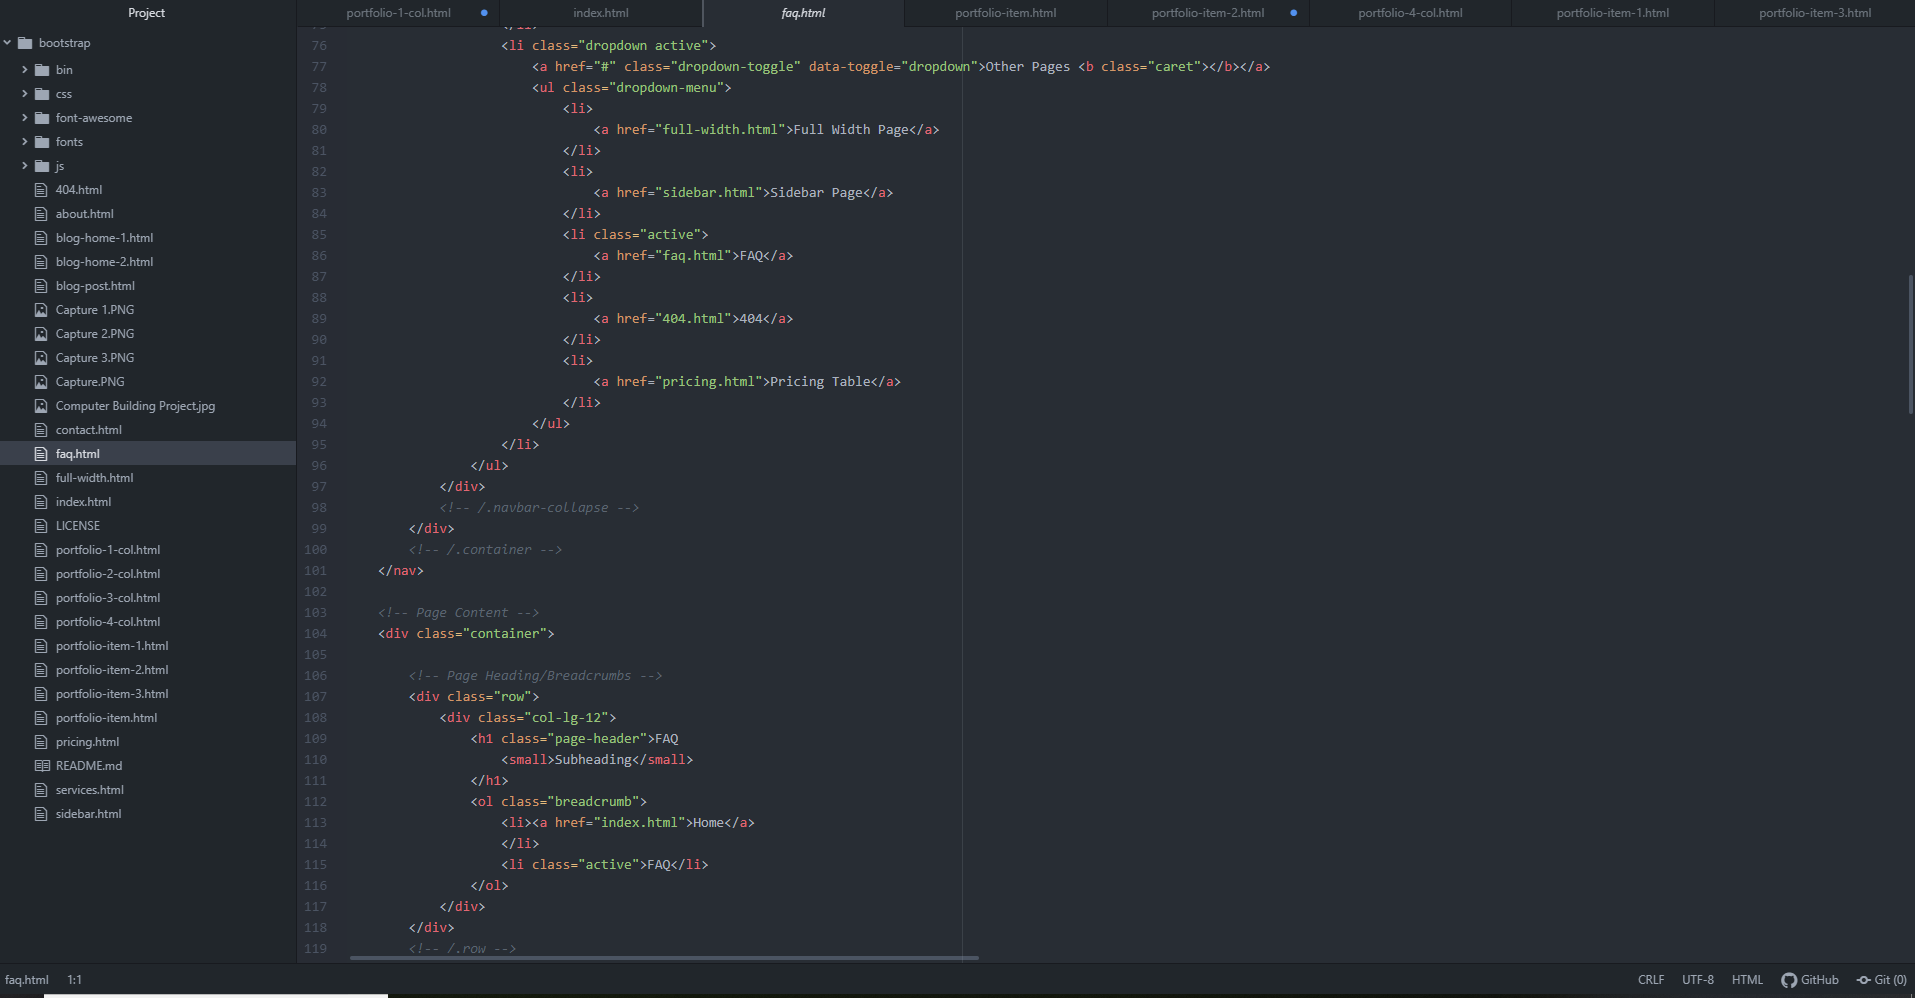 Project
portfolio-1-col.html
index.html
faq.html
portfolio-item.html
portfolio-item-2.html
portfolio-4-col.html
portfolio-item-1.html
portfolio-item-3.html
bootstrap
bin
css
font-awesome
fonts
js
404.html
about.html
blog-home-1.html
blog-home-2.html
blog-post.html
Capture 1.PNG
Capture 2.PNG
Capture 3.PNG
Capture.PNG
Computer Building Project.jpg
contact.html
faq.html
full-width.html
index.html
LICENSE
portfolio-1-col.html
portfolio-2-col.html
portfolio-3-col.html
portfolio-4-col.html
portfolio-item-1.html
portfolio-item-2.html
portfolio-item-3.html
portfolio-item.html
pricing.html
README.md
services.html
sidebar.html
75 </li>
76 <li class="dropdown active">
77 <a href="#" class="dropdown-toggle" data-toggle="dropdown">Other Pages <b class="caret"></b></a>
78 <ul class="dropdown-menu">
79 <li>
80 <a href="full-width.html">Full Width Page</a>
81 </li>
82 <li>
83 <a href="sidebar.html">Sidebar Page</a>
84 </li>
85 <li class="active">
86 <a href="faq.html">FAQ</a>
87 </li>
88 <li>
89 <a href="404.html">404</a>
90 </li>
91 <li>
92 <a href="pricing.html">Pricing Table</a>
93 </li>
94 </ul>
95 </li>
96 </ul>
97 </div>
98 <!-- /.navbar-collapse -->
99 </div>
100 <!-- /.container -->
101 </nav>
102
103 <!-- Page Content -->
104 <div class="container">
105
106 <!-- Page Heading/Breadcrumbs -->
107 <div class="row">
108 <div class="col-lg-12">
109 <h1 class="page-header">FAQ
110 <small>Subheading</small>
111 </h1>
112 <ol class="breadcrumb">
113 <li><a href="index.html">Home</a>
114 </li>
115 <li class="active">FAQ</li>
116 </ol>
117 </div>
118 </div>
119 <!-- /.row -->
faq.html 1:1
CRLF UTF-8 HTML GitHub Git (0)